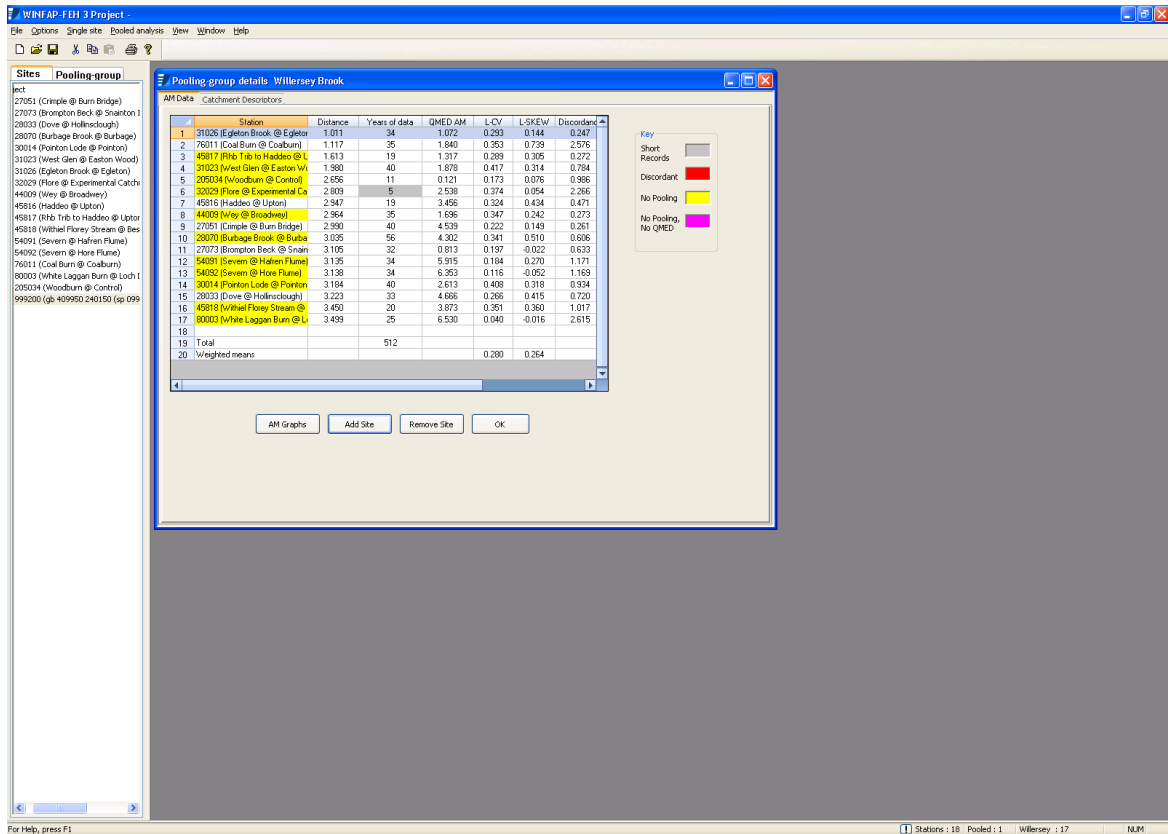 WINFAP-FEH 3 Project -
File Options Single site Pooled analysis View Window Help
Sites Pooling-group
ject
27051 (Crimple @ Burn Bridge)
27073 (Brompton Beck @ Snainton I
28033 (Dove @ Hollinsclough)
28070 (Burbage Brook @ Burbage)
30014 (Pointon Lode @ Pointon)
31023 (West Glen @ Easton Wood)
31026 (Egleton Brook @ Egleton)
32029 (Flore @ Experimental Catch
44009 (Wey @ Broadwey)
45816 (Haddeo @ Upton)
45817 (Rhb Trib to Haddeo @ Upton
45818 (Withiel Florey Stream @ Bes
54091 (Severn @ Hafren Flume)
54092 (Severn @ Hore Flume)
76011 (Coal Burn @ Coalburn)
80003 (White Laggan Burn @ Loch D
205034 (Woodburn @ Control)
999200 (gb 409950 240150 (sp 099
Pooling-group details Willersey Brook
AM Data Catchment Descriptors
Station Distance Years of data QMED AM L-CV L-SKEW Discordanc
1 31026 (Egleton Brook @ Egleton 1.011 34 1.072 0.293 0.144 0.247
2 76011 (Coal Burn @ Coalburn) 1.117 35 1.840 0.353 0.739 2.576
3 45817 (Rhb Trib to Haddeo @ U 1.613 19 1.317 0.289 0.305 0.272
4 31023 (West Glen @ Easton Wo 1.980 40 1.878 0.417 0.314 0.784
5 205034 (Woodburn @ Control) 2.656 11 0.121 0.173 0.076 0.986
6 32029 (Flore @ Experimental Ca 2.809 5 2.538 0.374 0.054 2.266
7 45816 (Haddeo @ Upton) 2.947 19 3.456 0.324 0.434 0.471
8 44009 (Wey @ Broadwey) 2.964 35 1.696 0.347 0.242 0.273
9 27051 (Crimple @ Burn Bridge) 2.990 40 4.539 0.222 0.149 0.261
10 28070 (Burbage Brook @ Burba 3.035 56 4.302 0.341 0.510 0.606
11 27073 (Brompton Beck @ Snain 3.105 32 0.813 0.197 -0.022 0.633
12 54091 (Severn @ Hafren Flume) 3.135 34 5.915 0.184 0.270 1.171
13 54092 (Severn @ Hore Flume) 3.138 34 6.353 0.116 -0.052 1.169
14 30014 (Pointon Lode @ Pointon 3.184 40 2.613 0.408 0.318 0.934
15 28033 (Dove @ Hollinsclough) 3.223 33 4.666 0.266 0.415 0.720
16 45818 (Withiel Florey Stream @ 3.450 20 3.873 0.351 0.360 1.017
17 80003 (White Laggan Burn @ Lo 3.499 25 6.530 0.040 -0.016 2.615
18
19 Total 512
20 Weighted means 0.280 0.264
Key
Short
Records
Discordant
No Pooling
No Pooling,
No QMED
AM Graphs Add Site Remove Site OK
For Help, press F1
Stations : 18 Pooled : 1 Willersey : 17 NUM